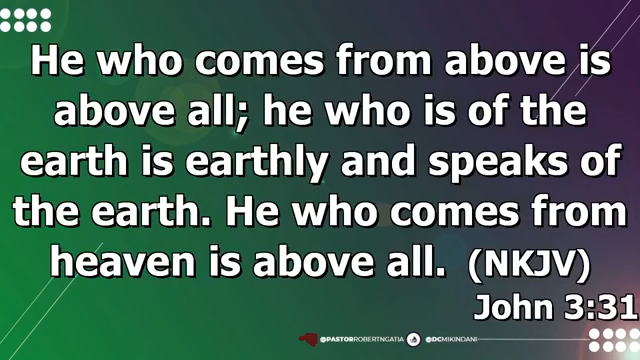 He who comes from above is
above all; he who is of the
earth is earthly and speaks of
the earth. He who comes from
heaven is above all. (NKJV)
John 3:31
@PASTORROBERTNGATIA @DCMIKINDANI